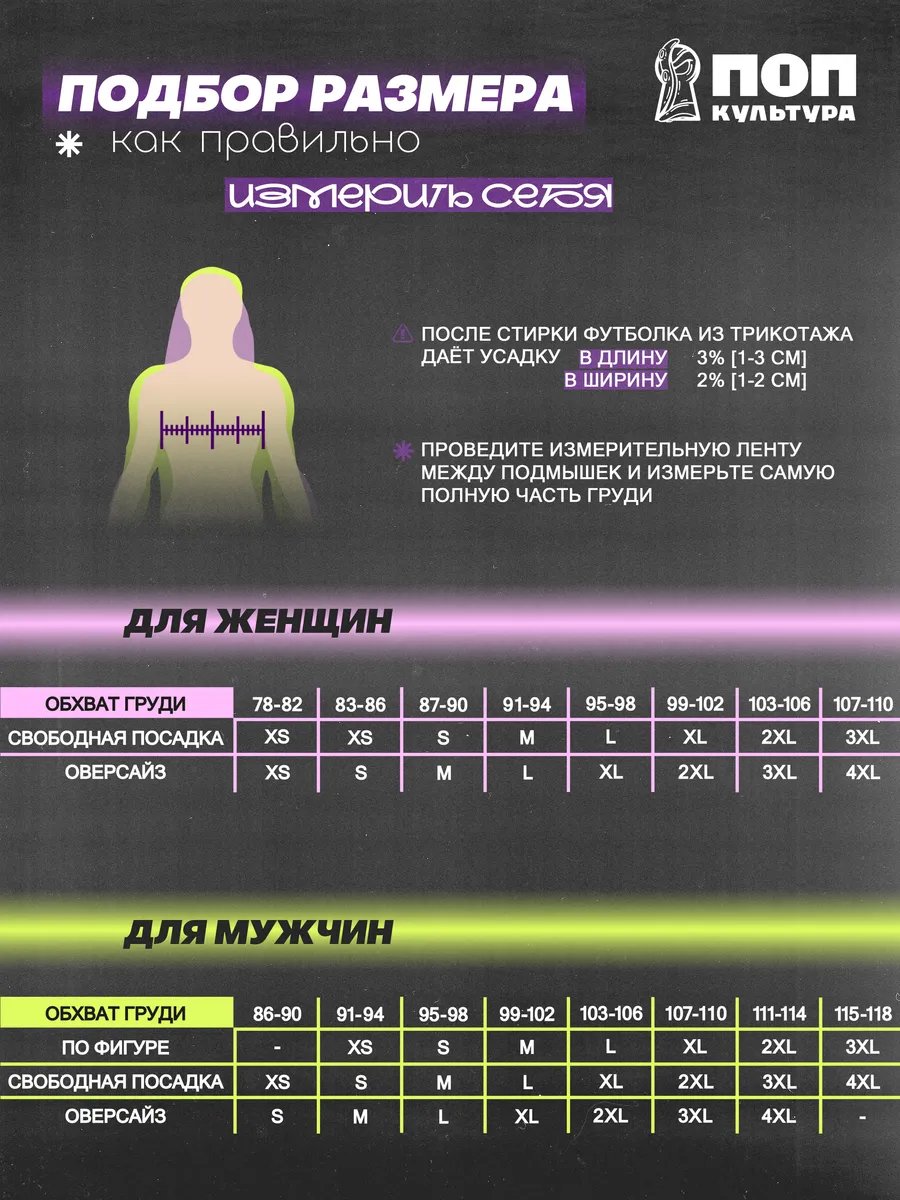 ПОП
КУЛЬТУРА
ПОДБОР РАЗМЕРА
как правильно
измерить себя
ПОСЛЕ СТИРКИ ФУТБОЛКА ИЗ ТРИКОТАЖА
ДАЁТ УСАДКУ В ДЛИНУ 3% [1-3 СМ]
В ШИРИНУ 2% [1-2 СМ]
ПРОВЕДИТЕ ИЗМЕРИТЕЛЬНУЮ ЛЕНТУ
МЕЖДУ ПОДМЫШЕК И ИЗМЕРЬТЕ САМУЮ
ПОЛНУЮ ЧАСТЬ ГРУДИ
ДЛЯ ЖЕНЩИН
ОБХВАТ ГРУДИ 78-82 83-86 87-90 91-94 95-98 99-102 103-106 107-110
СВОБОДНАЯ ПОСАДКА XS XS S M L XL 2XL 3XL
ОВЕРСАЙЗ XS S M L XL 2XL 3XL 4XL
ДЛЯ МУЖЧИН
ОБХВАТ ГРУДИ 86-90 91-94 95-98 99-102 103-106 107-110 111-114 115-118
ПО ФИГУРЕ - XS S M L XL 2XL 3XL
СВОБОДНАЯ ПОСАДКА XS S M L XL 2XL 3XL 4XL
ОВЕРСАЙЗ S M L XL 2XL 3XL 4XL -